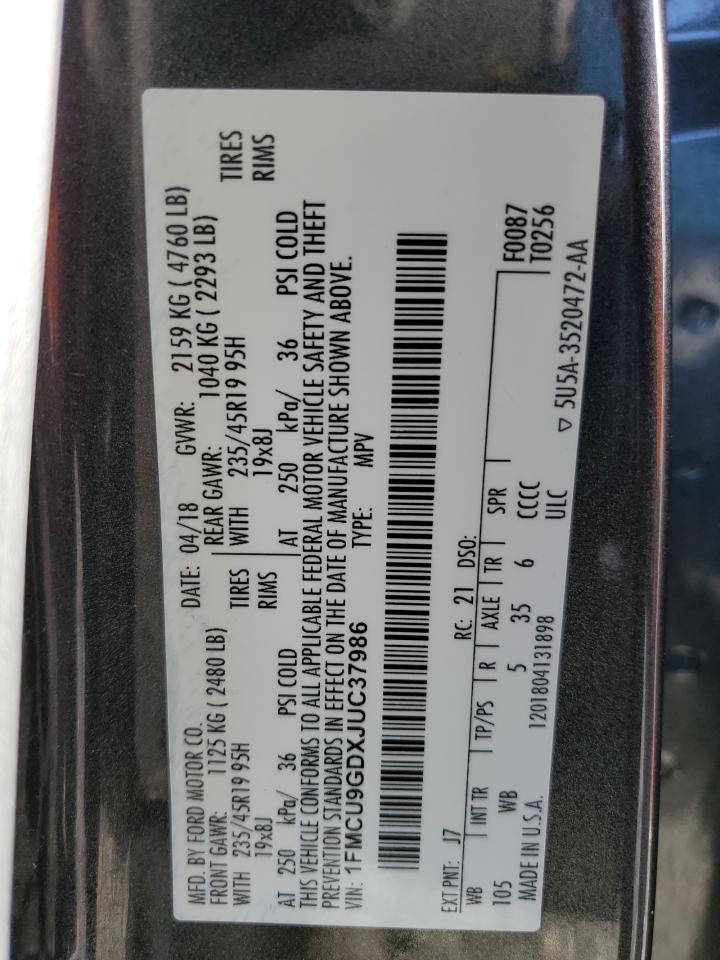 MFD. BY FORD MOTOR CO.
DATE: 04/18 GVWR: 2159 KG ( 4760 LB)
FRONT GAWR: 1125 KG ( 2480 LB) REAR GAWR: 1040 KG ( 2293 LB)
WITH 235/45R19 95H TIRES WITH 235/45R19 95H TIRES
19x8J RIMS 19x8J RIMS
AT 250 kPa/ 36 PSI COLD AT 250 kPa/ 36 PSI COLD
THIS VEHICLE CONFORMS TO ALL APPLICABLE FEDERAL MOTOR VEHICLE SAFETY AND THEFT
PREVENTION STANDARDS IN EFFECT ON THE DATE OF MANUFACTURE SHOWN ABOVE.
VIN: 1FMCU9GDXJUC37986 TYPE: MPV
EXT PNT: J7 RC: 21 DSO: F0087
WB INT TR TP/PS R AXLE TR SPR T0256
105 WB 5 35 6 CCCC
MADE IN U.S.A. 1201804131898 ULC ▽ 5U5A-3520472-AA